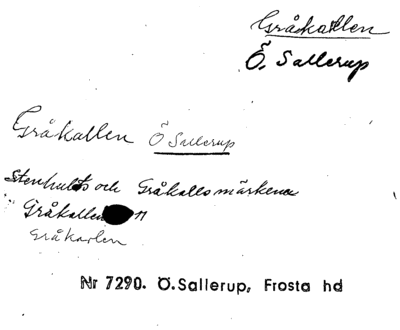 Gråkallen
Ö. Sallerup
Gråkallen Ö Sallerup
Stenhults och Gråkallsmärkena
Gråkallen
Gråkarlen
Nr 7290. Ö.Sallerup, Frosta hd